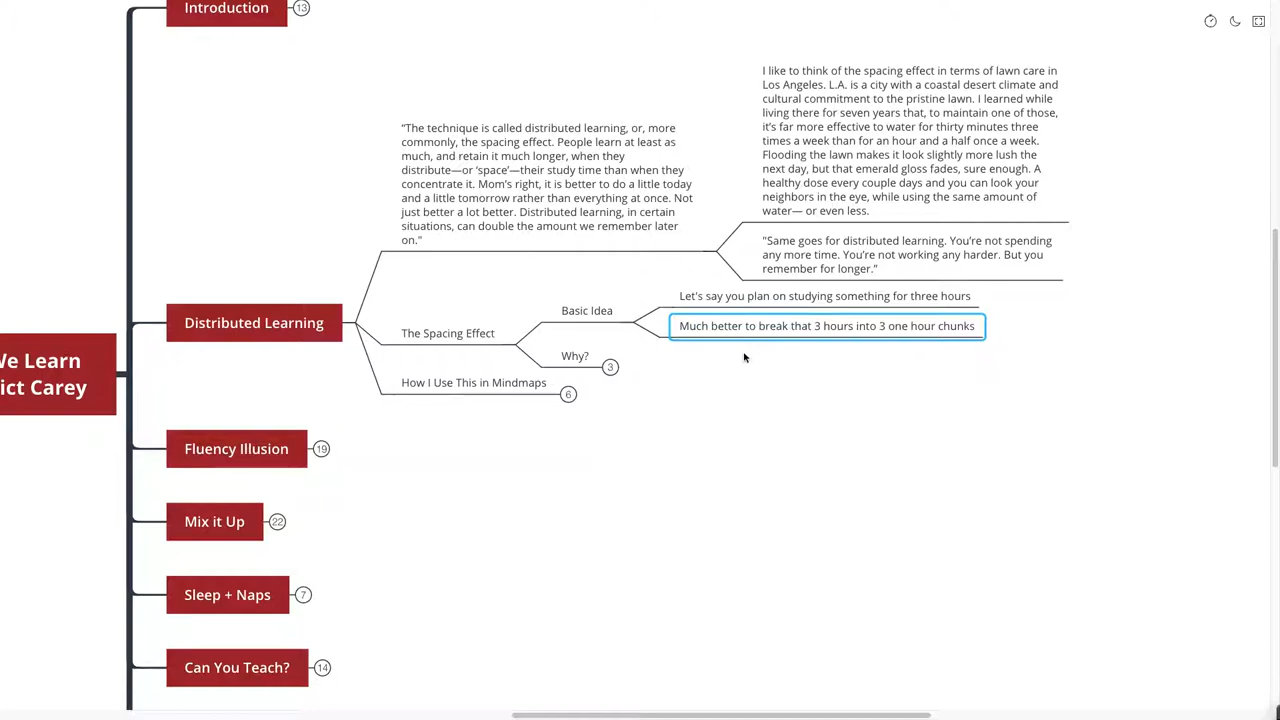 Introduction
13
I like to think of the spacing effect in terms of lawn care in
Los Angeles. L.A. is a city with a coastal desert climate and
cultural commitment to the pristine lawn. I learned while
living there for seven years that, to maintain one of those,
it's far more effective to water for thirty minutes three
times a week than for an hour and a half once a week.
Flooding the lawn makes it look slightly more lush the
next day, but that emerald gloss fades, sure enough. A
healthy dose every couple days and you can look your
neighbors in the eye, while using the same amount of
water— or even less.
"The technique is called distributed learning, or, more
commonly, the spacing effect. People learn at least as
much, and retain it much longer, when they
distribute—or ‘space’—their study time than when they
concentrate it. Mom's right, it is better to do a little today
and a little tomorrow rather than everything at once. Not
just better a lot better. Distributed learning, in certain
situations, can double the amount we remember later
on."
"Same goes for distributed learning. You're not spending
any more time. You're not working any harder. But you
remember for longer."
Distributed Learning
The Spacing Effect
Basic Idea
Let's say you plan on studying something for three hours
Much better to break that 3 hours into 3 one hour chunks
Why?
3
How I Use This in Mindmaps
6
We Learn
ict Carey
Fluency Illusion
19
Mix it Up
22
Sleep + Naps
7
Can You Teach?
14